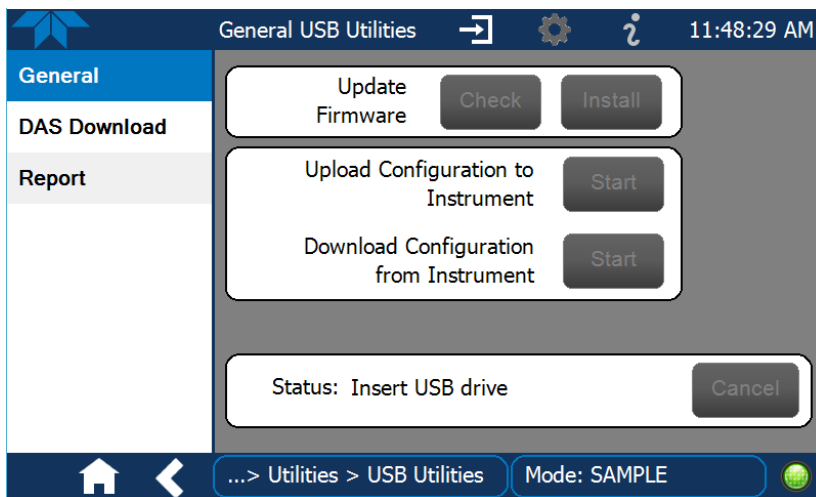 General USB Utilities
11:48:29 AM
General
DAS Download
Report
Update
Firmware
Check
Install
Upload Configuration to
Instrument
Start
Download Configuration
from Instrument
Start
Status: Insert USB drive
Cancel
...> Utilities > USB Utilities
Mode: SAMPLE